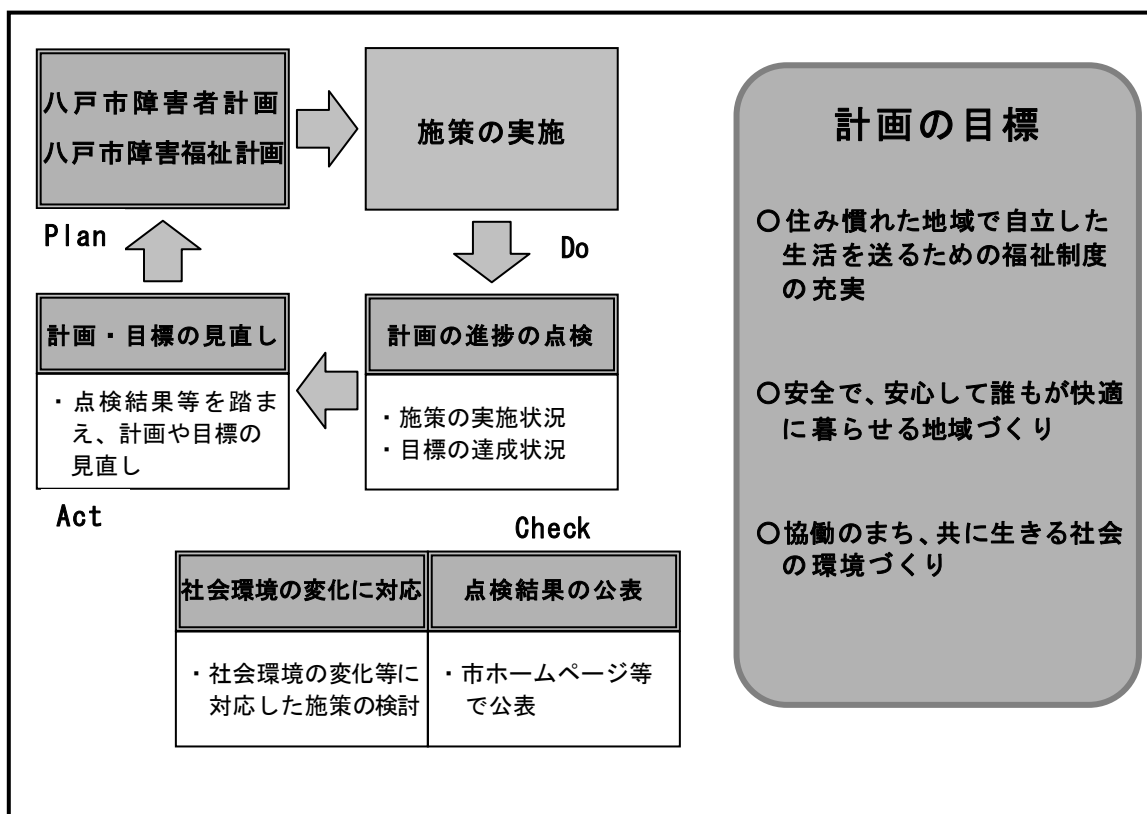 八戸市障害者計画
八戸市障害福祉計画
施策の実施
Plan
Do
計画・目標の見直し
・点検結果等を踏ま
え、計画や目標の
見直し
計画の進捗の点検
・施策の実施状況
・目標の達成状況
Act
Check
社会環境の変化に対応
・社会環境の変化等に
対応した施策の検討
点検結果の公表
・市ホームページ等
で公表
計画の目標
○住み慣れた地域で自立した
生活を送るための福祉制度
の充実
○安全で、安心して誰もが快適
に暮らせる地域づくり
○協働のまち、共に生きる社会
の環境づくり